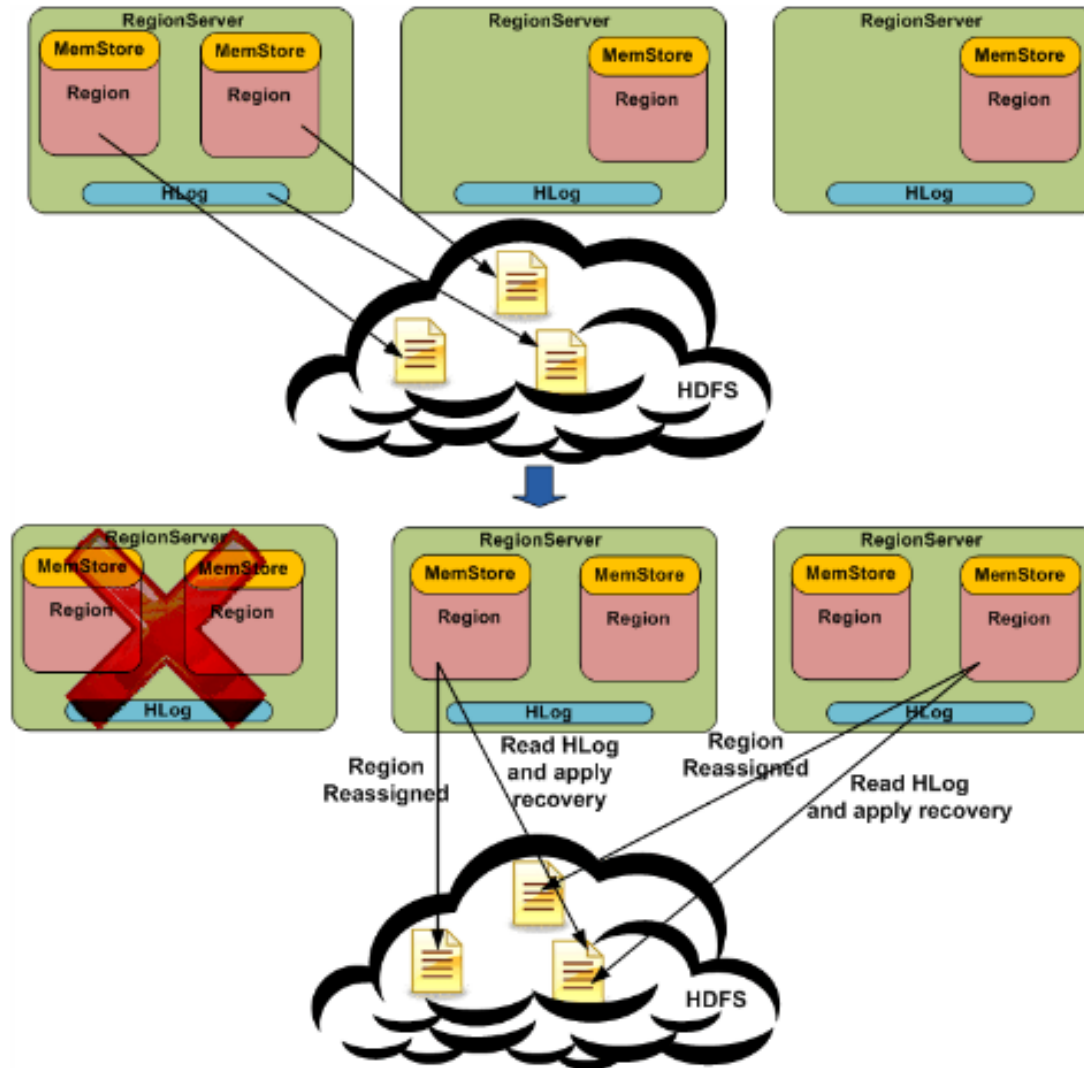 RegionServer
RegionServer
RegionServer
MemStore
MemStore
MemStore
MemStore
Region
Region
Region
Region
HLog
HLog
HLog
HDFS
RegionServer
RegionServer
RegionServer
MemStore
MemStore
MemStore
MemStore
MemStore
MemStore
Region
Region
Region
Region
Region
Region
HLog
HLog
HLog
Region
Reassigned
Read HLog
and apply
recovery
Region
Reassigned
Read HLog
and apply recovery
HDFS